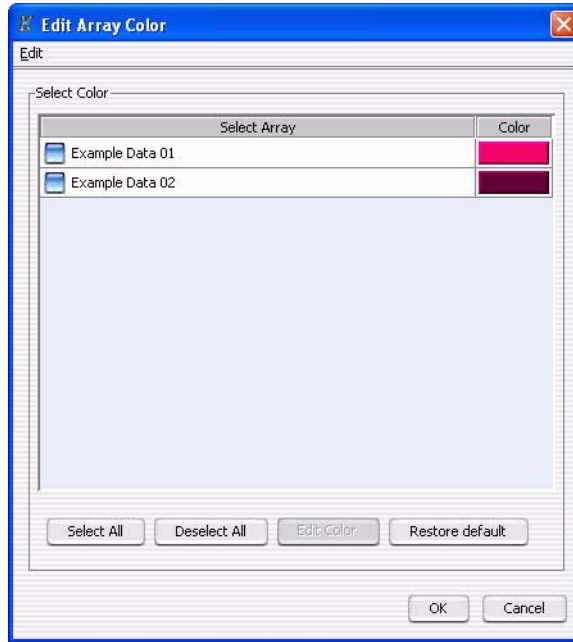 Edit Array Color
Edit
Select Color
Select Array Color
Example Data 01
Example Data 02
Select All Deselect All Edit Color Restore default
OK Cancel